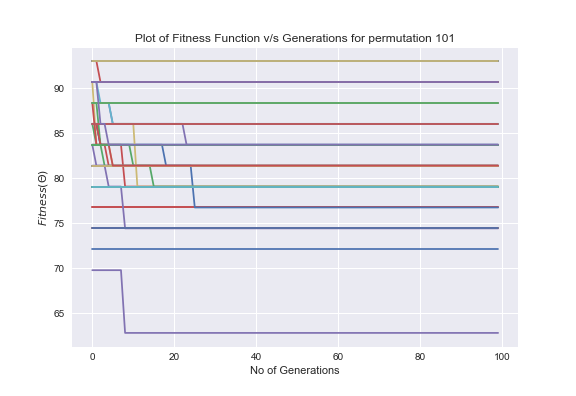 Plot of Fitness Function v/s Generations for permutation 101
90
85
80
75
70
65
Fitness(Θ)
0 20 40 60 80 100
No of Generations